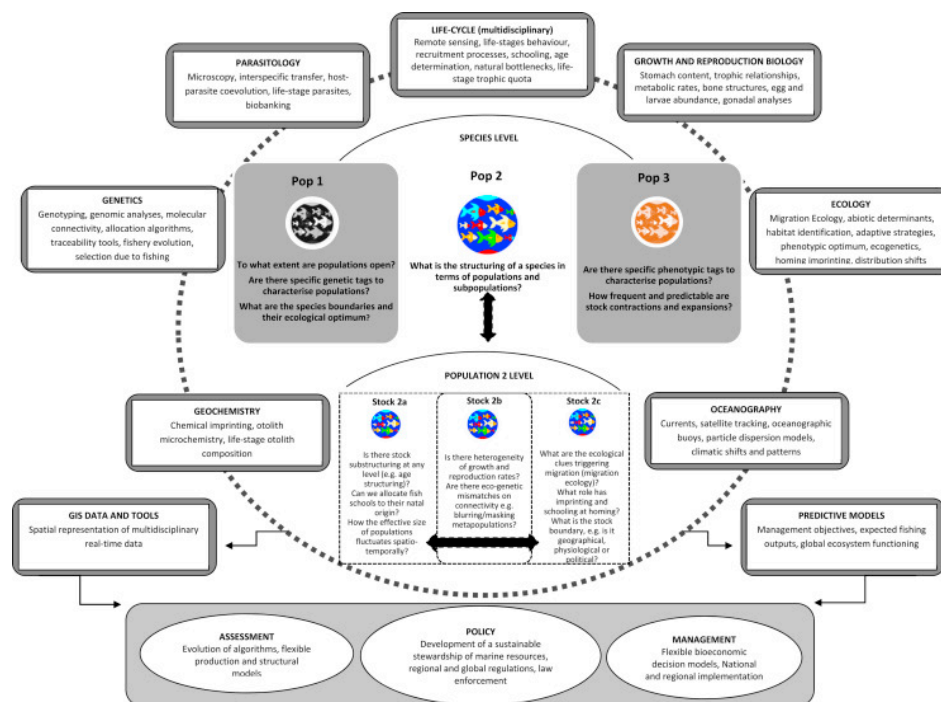 LIFE-CYCLE (multidisciplinary)
Remote sensing, life-stages behaviour,
recruitment processes, schooling, age
determination, natural bottlenecks, life-
stage trophic quota
PARASITOLOGY
Microscopy, interspecific transfer, host-
parasite coevolution, life-stage parasites,
biobanking
GROWTH AND REPRODUCTION BIOLOGY
Stomach content, trophic relationships,
metabolic rates, bone structures, egg and
larvae abundance, gonadal analyses
SPECIES LEVEL
GENETICS
Genotyping, genomic analyses, molecular
connectivity, allocation algorithms,
traceability tools, fishery evolution,
selection due to fishing
Pop 1
To what extent are populations open?
Are there specific genetic tags to
characterise populations?
What are the species boundaries and
their ecological optimum?
Pop 2
What is the structuring of a species in
terms of populations and
subpopulations?
Pop 3
Are there specific phenotypic tags to
characterise populations?
How frequent and predictable are
stock contractions and expansions?
ECOLOGY
Migration Ecology, abiotic determinants,
habitat identification, adaptive strategies,
phenotypic optimum, ecogenetics,
homing imprinting, distribution shifts
POPULATION 2 LEVEL
GEOCHEMISTRY
Chemical imprinting, otolith
microchemistry, life-stage otolith
composition
Stock 2a
Is there stock
substructuring at any
level (e.g. age
structuring)?
Can we allocate fish
schools to their natal
origin?
How the effective size
of populations
fluctuates spatio-
temporally?
Stock 2b
Is there heterogeneity
of growth and
reproduction rates?
Are there eco-genetic
mismatches on
connectivity e.g.
blurring/masking
metapopulations?
Stock 2c
What are the ecological
clues triggering
migration (migration
ecology)?
What role has
imprinting and
schooling at homing?
What is the stock
boundary, e.g. is it
geographical,
physiological or
political?
OCEANOGRAPHY
Currents, satellite tracking, oceanographic
buoys, particle dispersion models,
climatic shifts and patterns
GIS DATA AND TOOLS
Spatial representation of multidisciplinary
real-time data
PREDICTIVE MODELS
Management objectives, expected fishing
outputs, global ecosystem functioning
ASSESSMENT
Evolution of algorithms, flexible
production and structural
models
POLICY
Development of a sustainable
stewardship of marine resources,
regional and global regulations, law
enforcement
MANAGEMENT
Flexible bioeconomic
decision models, National
and regional implementation